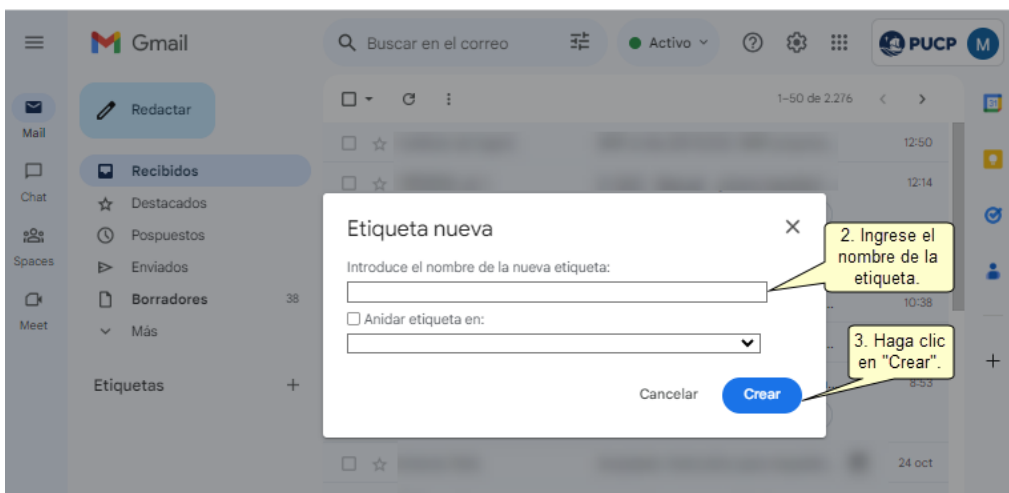 Gmail
Buscar en el correo
Activo
PUCP
M
Redactar
1–50 de 2.276
31
Mail
12:50
Recibidos
12:14
Chat
Destacados
Etiqueta nueva
2. Ingrese el
nombre de la
etiqueta.
Pospuestos
Spaces
Introduce el nombre de la nueva etiqueta:
Enviados
Borradores
38
10:38
Meet
Anidar etiqueta en:
Más
3. Haga clic
en "Crear".
Etiquetas
Cancelar
Crear
8:53
24 oct